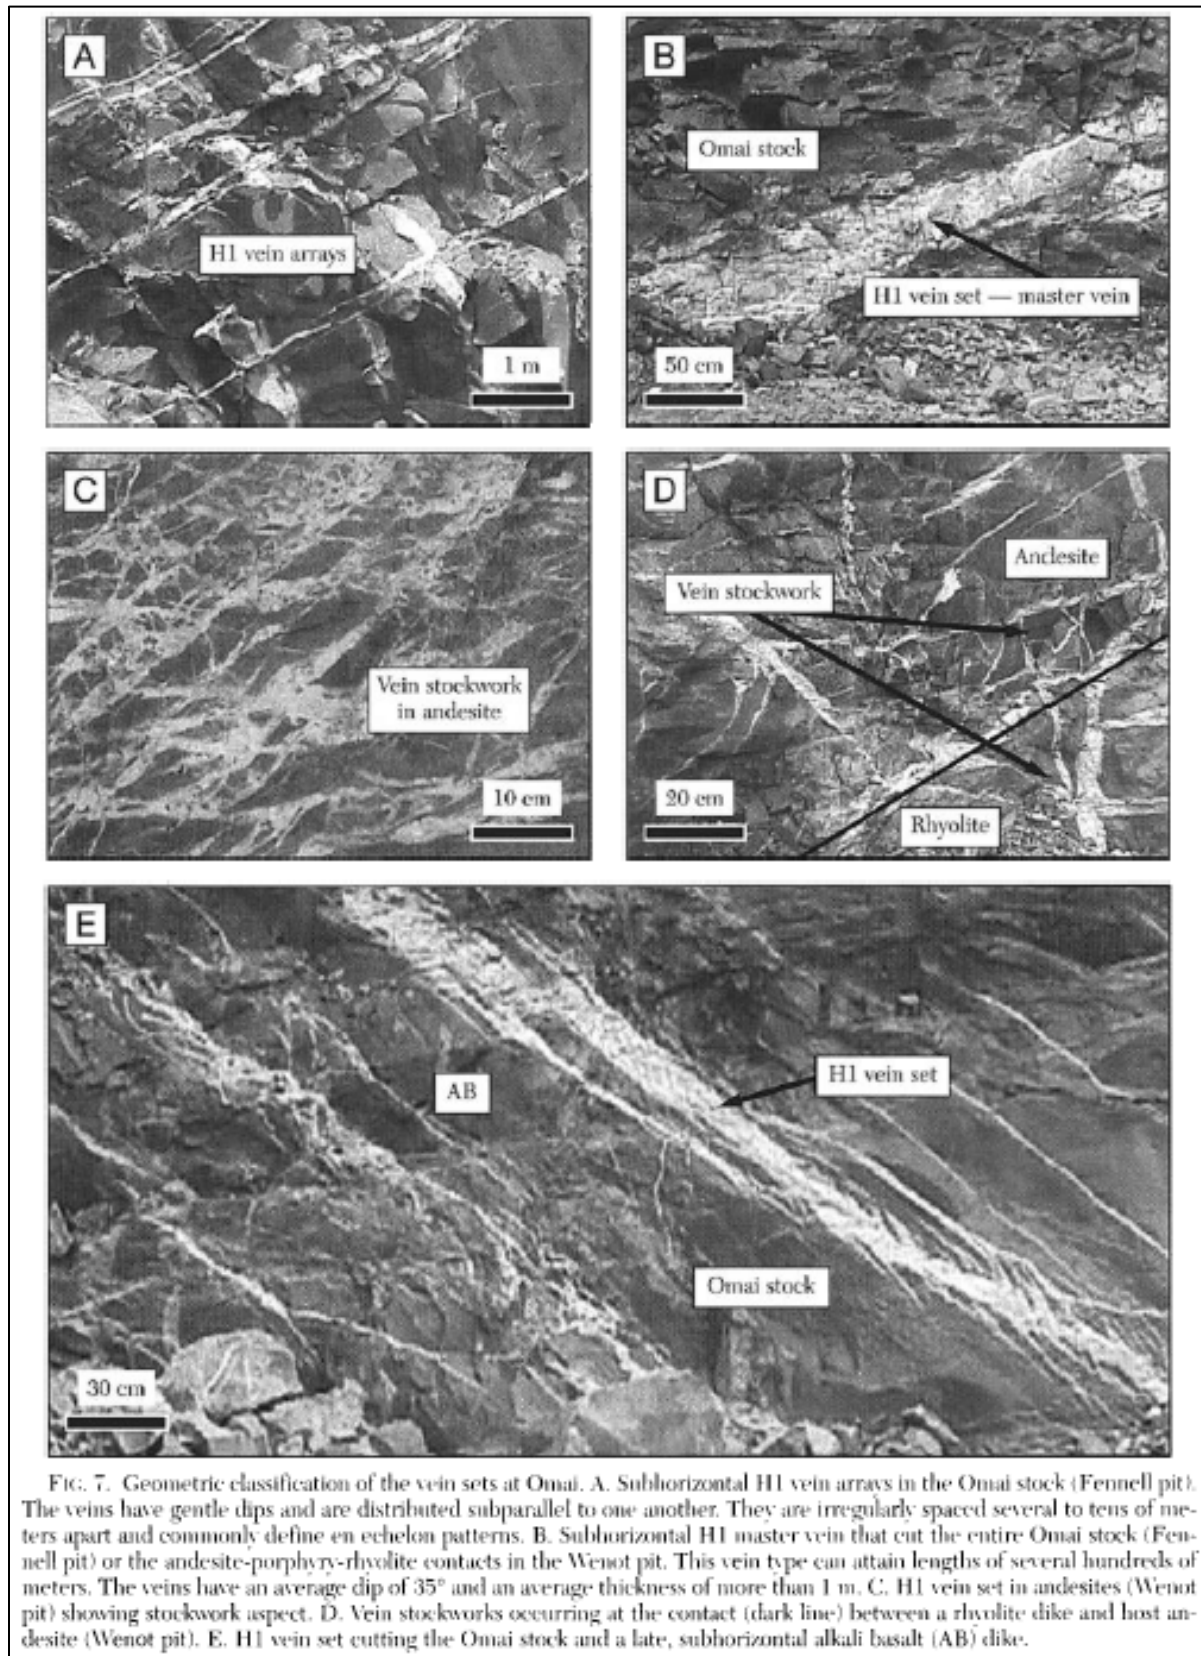 A
H1 vein arrays
1 m
B
Omai stock
H1 vein set — master vein
50 cm
C
Vein stockwork
in andesite
10 cm
D
Andesite
Vein stockwork
20 cm
Rhyolite
E
AB
H1 vein set
Omai stock
30 cm
FIG. 7. Geometric classification of the vein sets at Omai. A. Subhorizontal H1 vein arrays in the Omai stock (Fennell pit).
The veins have gentle dips and are distributed subparallel to one another. They are irregularly spaced several to tens of me-
ters apart and commonly define en echelon patterns. B. Subhorizontal H1 master vein that cut the entire Omai stock (Fen-
nell pit) or the andesite-porphyry-rhyolite contacts in the Wenot pit. This vein type can attain lengths of several hundreds of
meters. The veins have an average dip of 35° and an average thickness of more than 1 m. C. H1 vein set in andesites (Wenot
pit) showing stockwork aspect. D. Vein stockworks occurring at the contact (dark line) between a rhyolite dike and host an-
desite (Wenot pit). E. H1 vein set cutting the Omai stock and a late, subhorizontal alkali basalt (AB) dike.